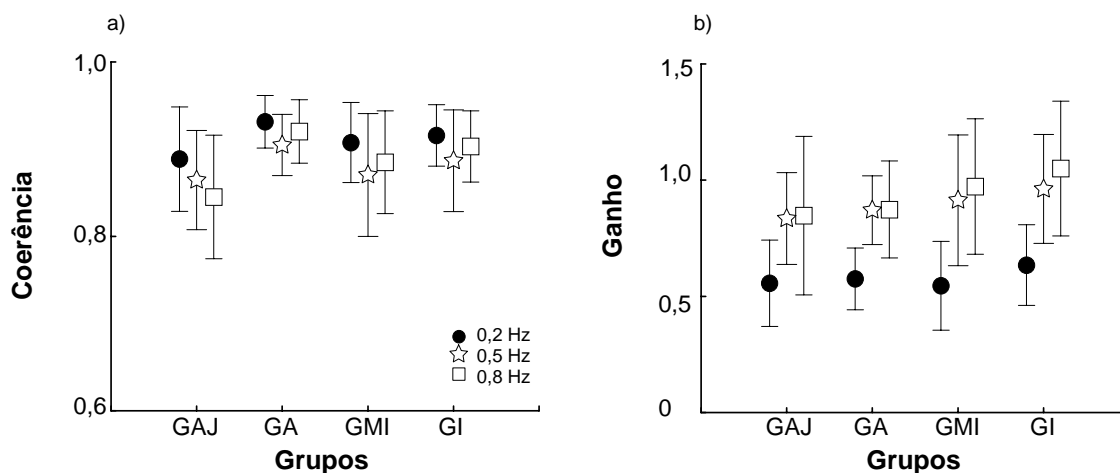 a)
Coerência
1,0
0,8
0,6
0,2 Hz
0,5 Hz
0,8 Hz
GAJ GA GMI GI
Grupos
b)
Ganho
1,5
1,0
0,5
0
GAJ GA GMI GI
Grupos